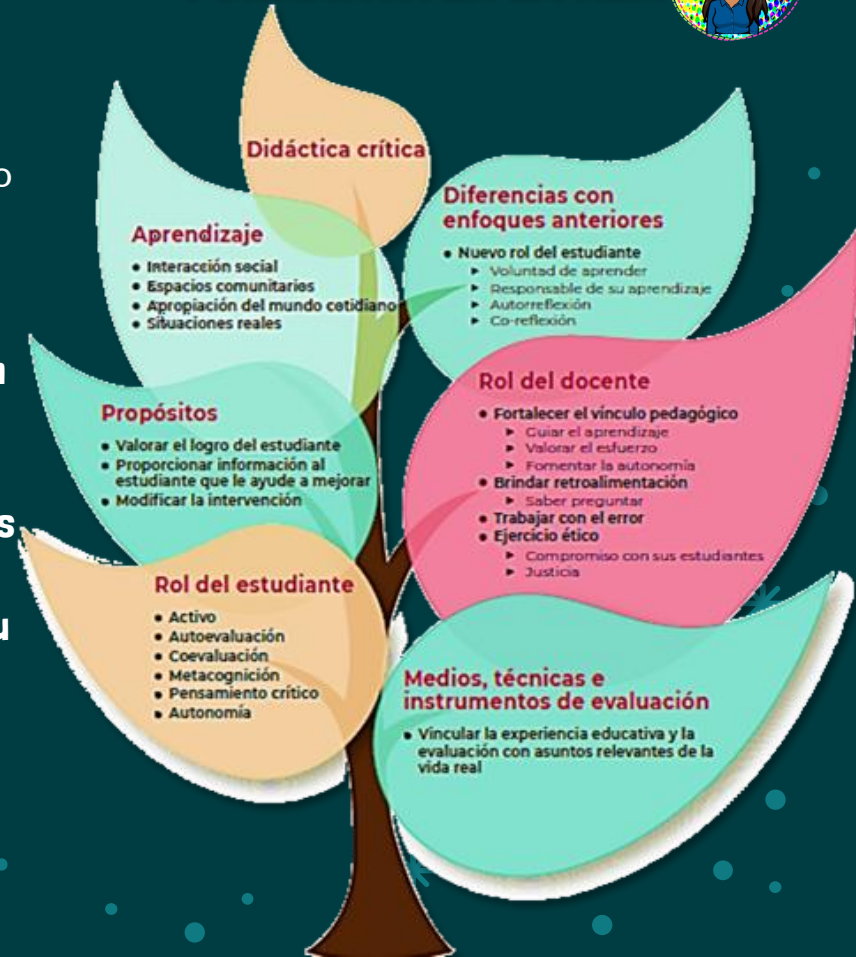 Didáctica crítica
Aprendizaje
• Interacción social
• Espacios comunitarios
• Apropiación del mundo cotidiano
• Situaciones reales
Diferencias con
enfoques anteriores
• Nuevo rol del estudiante
► Voluntad de aprender
► Responsable de su aprendizaje
► Autorreflexión
► Co-reflexión
Propósitos
• Valorar el logro del estudiante
• Proporcionar información al
estudiante que le ayude a mejorar
• Modificar la intervención
Rol del docente
• Fortalecer el vínculo pedagógico
► Guiar el aprendizaje
► Valorar el esfuerzo
► Fomentar la autonomía
• Brindar retroalimentación
► Saber preguntar
• Trabajar con el error
• Ejercicio ético
► Compromiso con sus estudiantes
► Justicia
Rol del estudiante
• Activo
• Autoevaluación
• Coevaluación
• Metacognición
• Pensamiento crítico
• Autonomía
Medios, técnicas e
instrumentos de evaluación
• Vincular la experiencia educativa y la
evaluación con asuntos relevantes de la
vida real